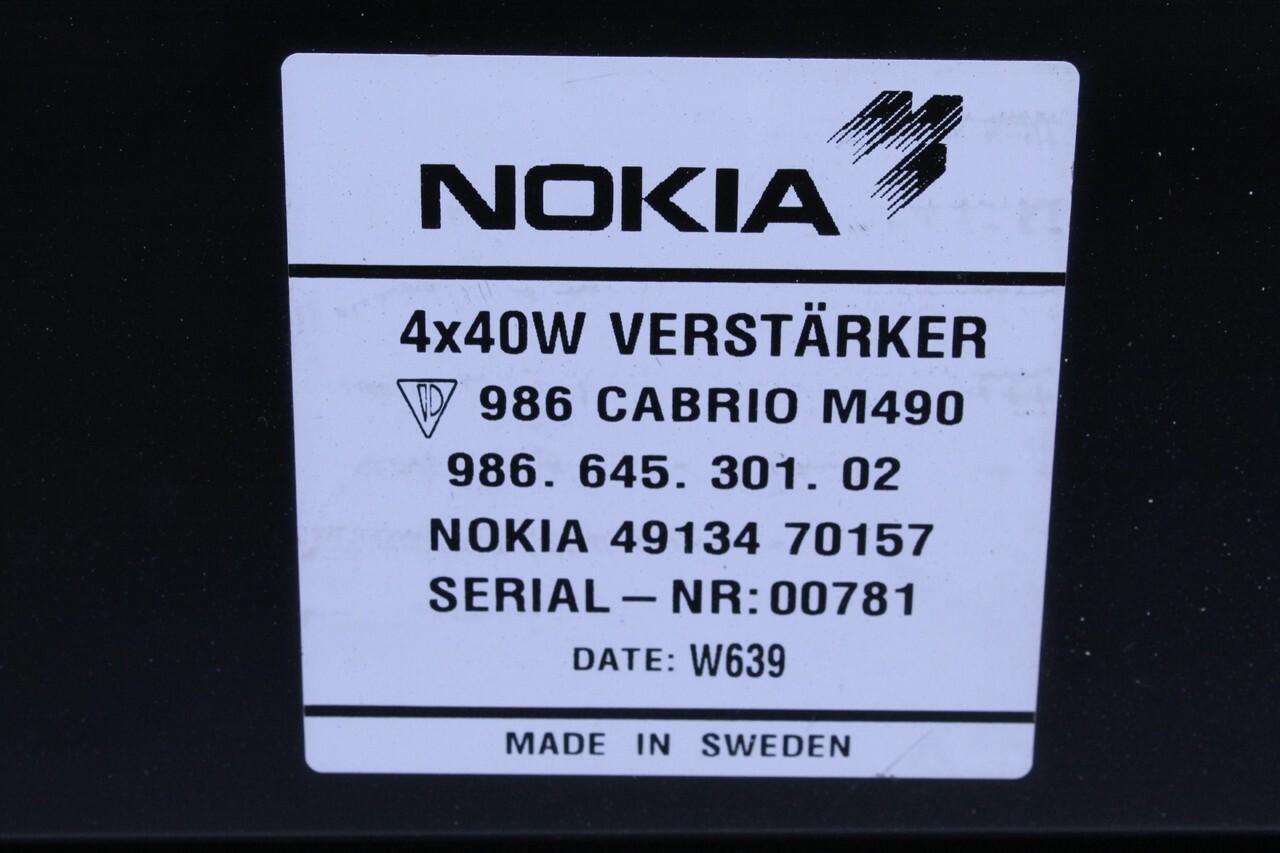 NOKIA
4x40W VERSTÄRKER
986 CABRIO M490
986. 645. 301. 02
NOKIA 49134 70157
SERIAL – NR: 00781
DATE: W639
MADE IN SWEDEN